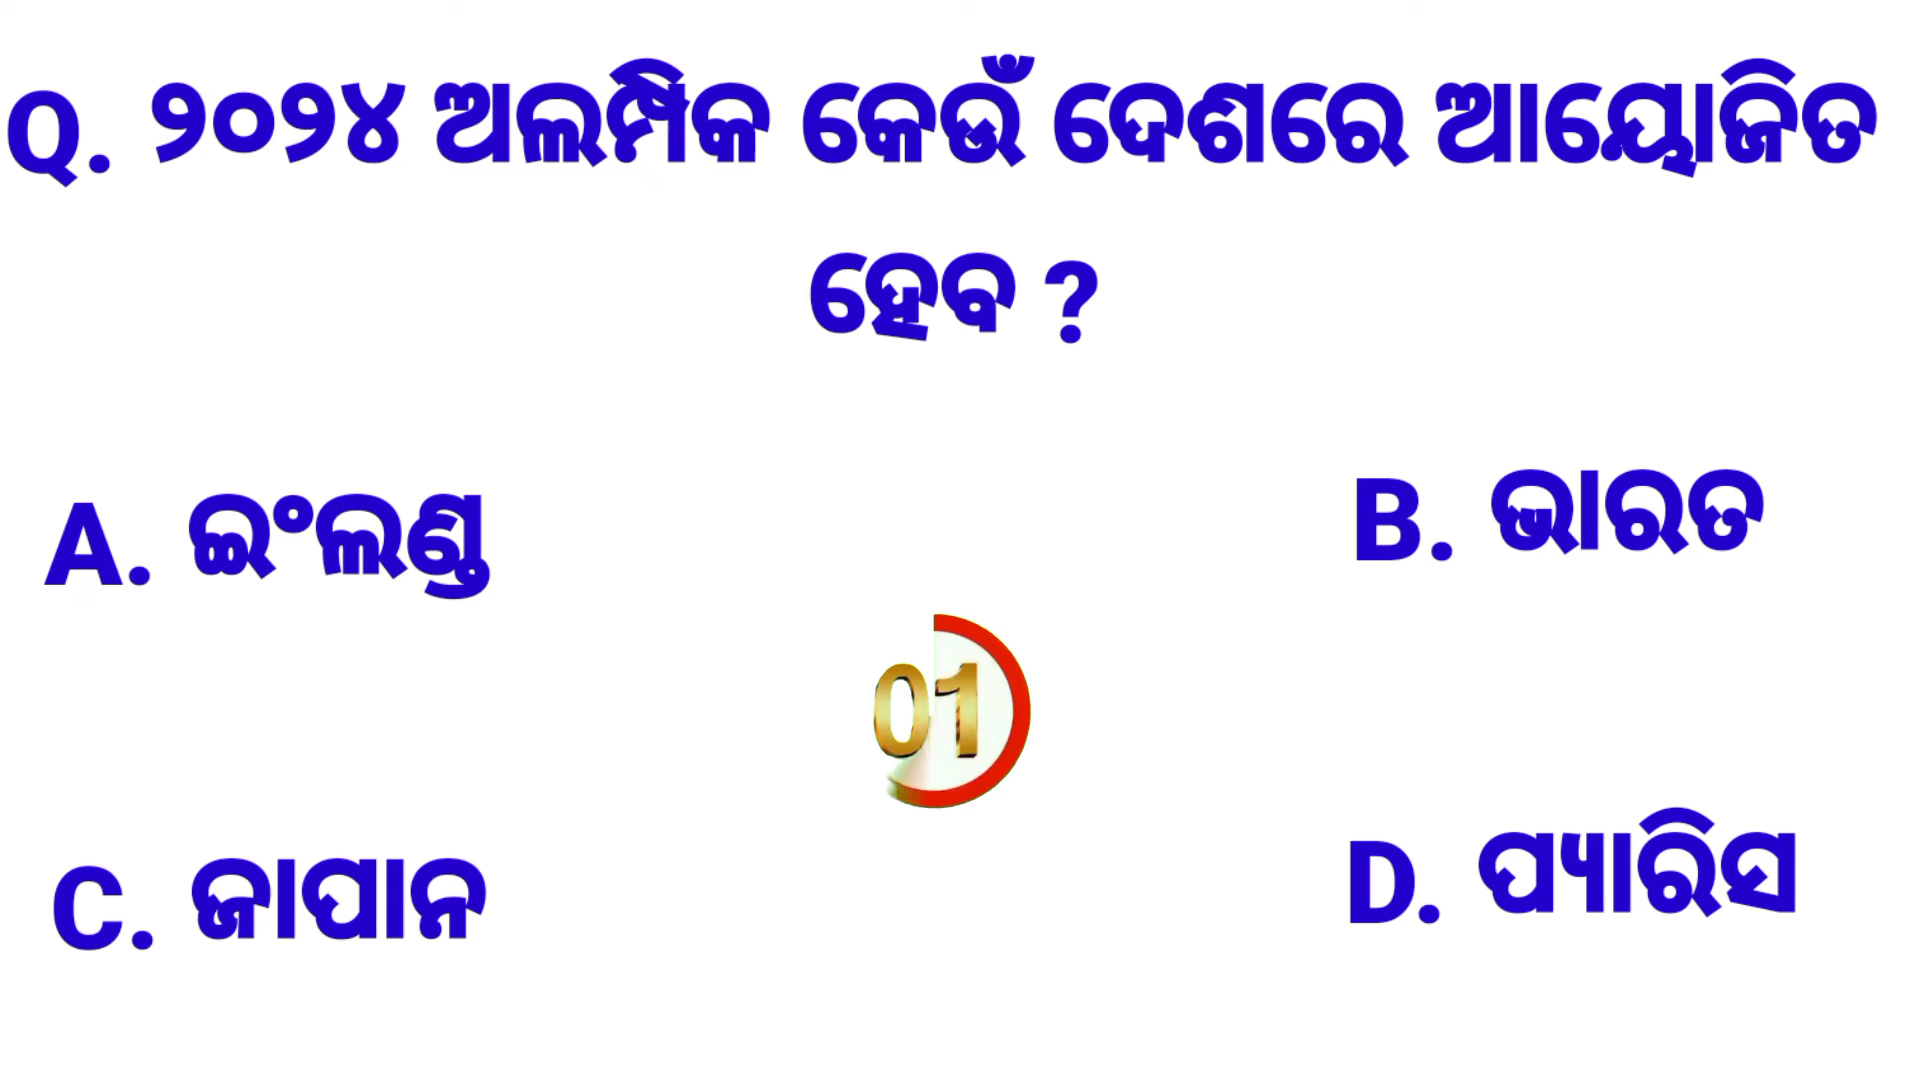 Q. ୨୦୨୪ ଅଲମ୍ପିକ କେଉଁ ଦେଶରେ ଆୟୋଜିତ
ହେବ ?
A. ଇଂଲଣ୍ଡ
B. ଭାରତ
01
C. ଜାପାନ
D. ପ୍ୟାରିସ